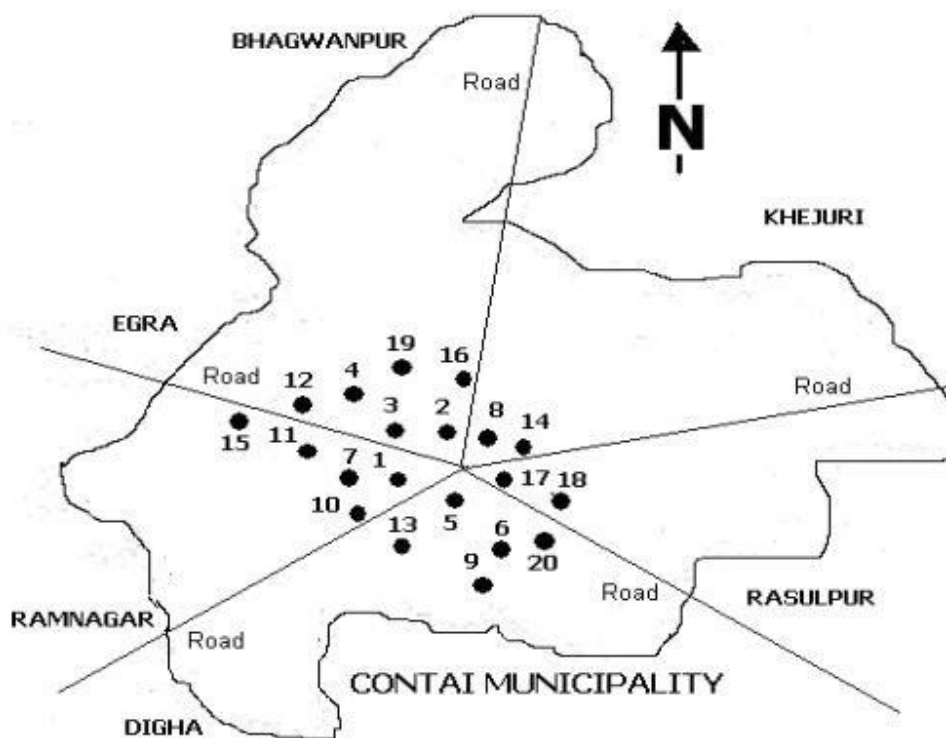 BHAGWANPUR
Road
N
KHEJURI
EGRA
Road
19
16
Road
4
12
3
2
8
14
15
11
7
1
17
18
10
5
13
6
20
9
Road
RASULPUR
RAMNAGAR
Road
CONTAI MUNICIPALITY
DIGHA